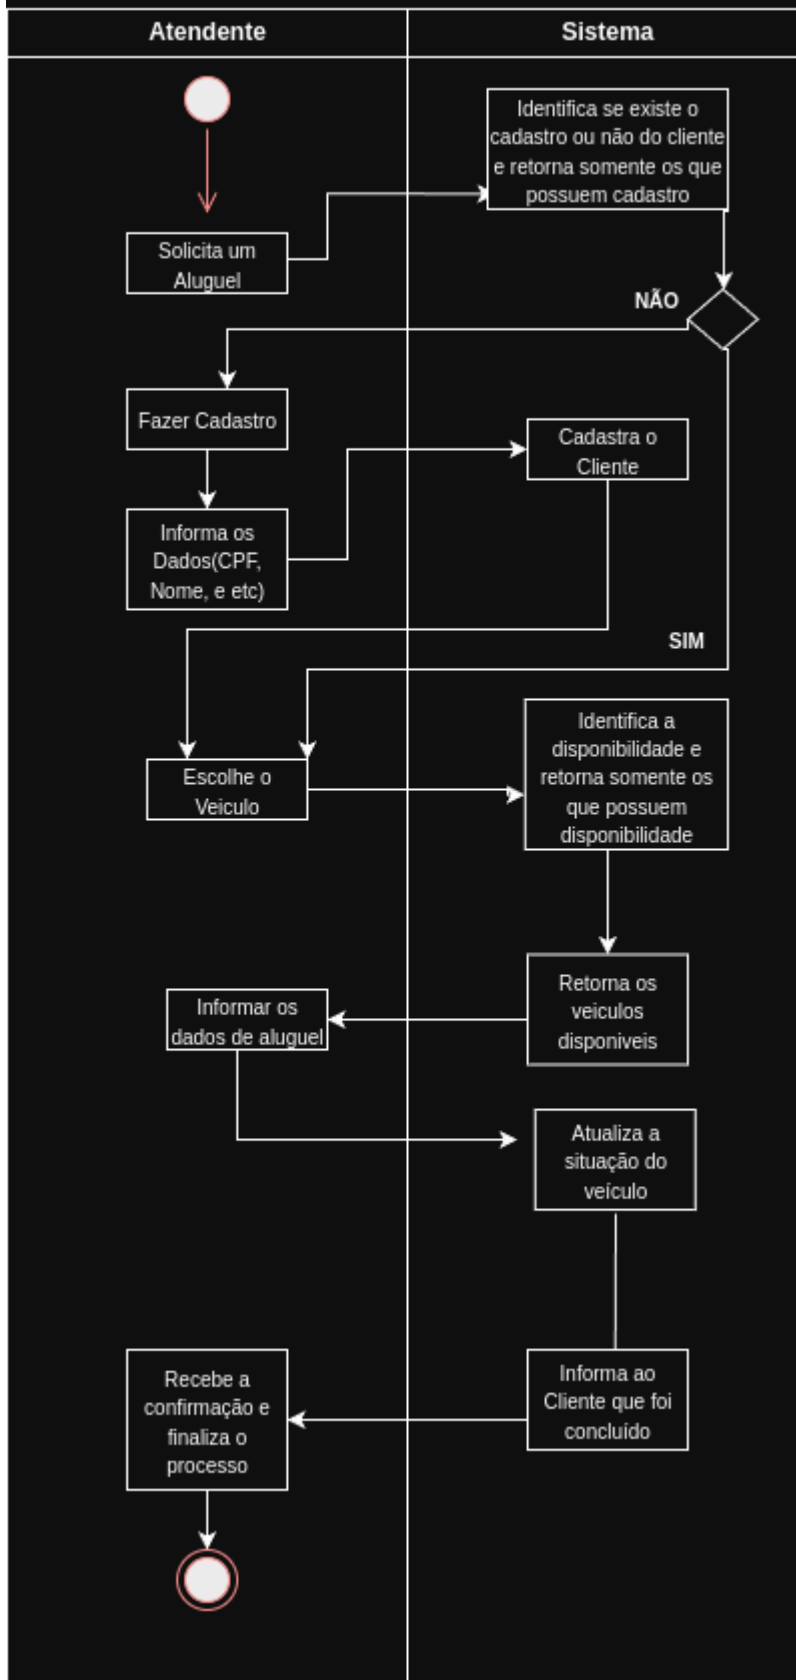 Atendente
Sistema
Identifica se existe o
cadastro ou não do cliente
e retorna somente os que
possuem cadastro
Solicita um
Aluguel
NÃO
Fazer Cadastro
Cadastra o
Cliente
Informa os
Dados(CPF,
Nome, e etc)
SIM
Escolhe o
Veiculo
Identifica a
disponibilidade e
retorna somente os
que possuem
disponibilidade
Retorna os
veiculos
disponiveis
Informar os
dados de aluguel
Atualiza a
situação do
veículo
Informa ao
Cliente que foi
concluído
Recebe a
confirmação e
finaliza o
processo